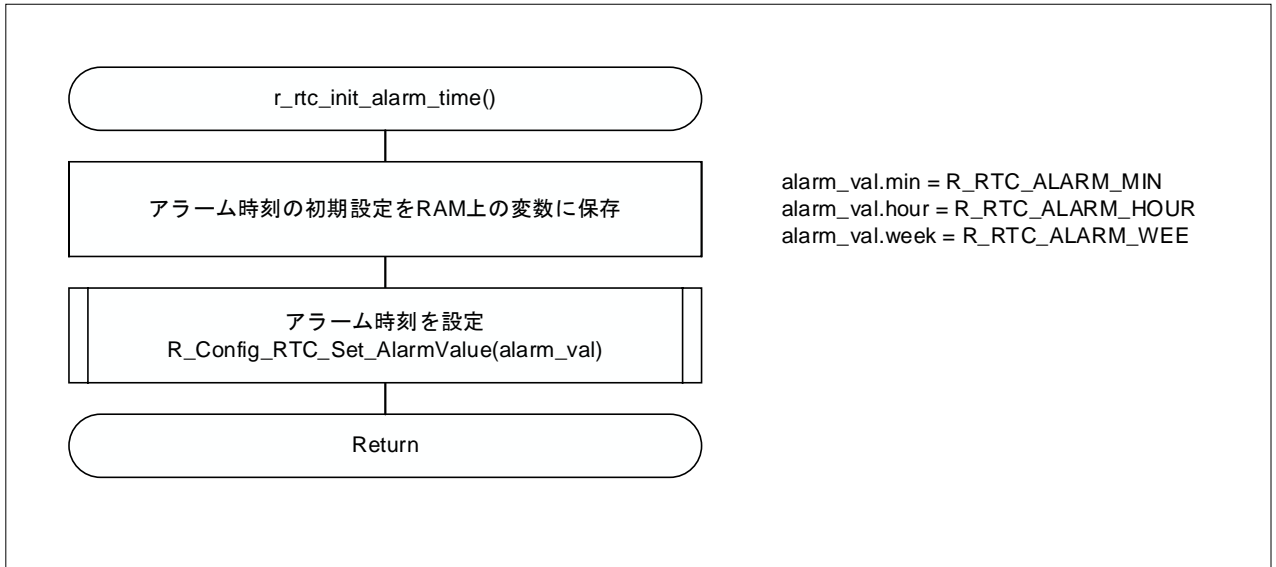 r_rtc_init_alarm_time()
アラーム時刻の初期設定をRAM上の変数に保存
alarm_val.min = R_RTC_ALARM_MIN
alarm_val.hour = R_RTC_ALARM_HOUR
alarm_val.week = R_RTC_ALARM_WEE
アラーム時刻を設定
R_Config_RTC_Set_AlarmValue(alarm_val)
Return